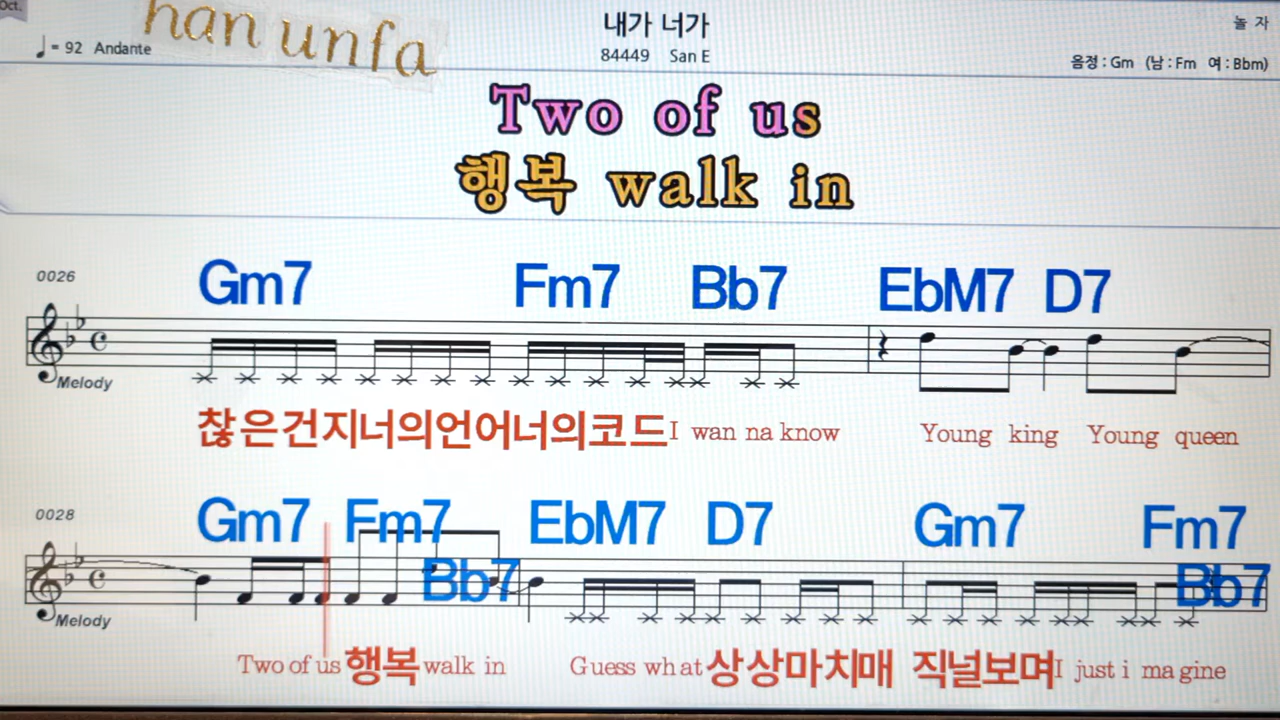 Oct.
han unfa
내가 너가
놀 자
♩= 92 Andante
84449 San E
음정 : Gm (남 : Fm 여 : Bbm)
Two of us
행복 walk in
0026
Gm7 Fm7 Bb7 EbM7 D7
Melody
찮은건지너의언어너의코드I wan na know Young king Young queen
0028
Gm7 Fm7 Bb7 EbM7 D7 Gm7 Fm7 Bb7
Melody
Two of us 행복 walk in Guess what 상상마치매 직널보며I just i ma gine